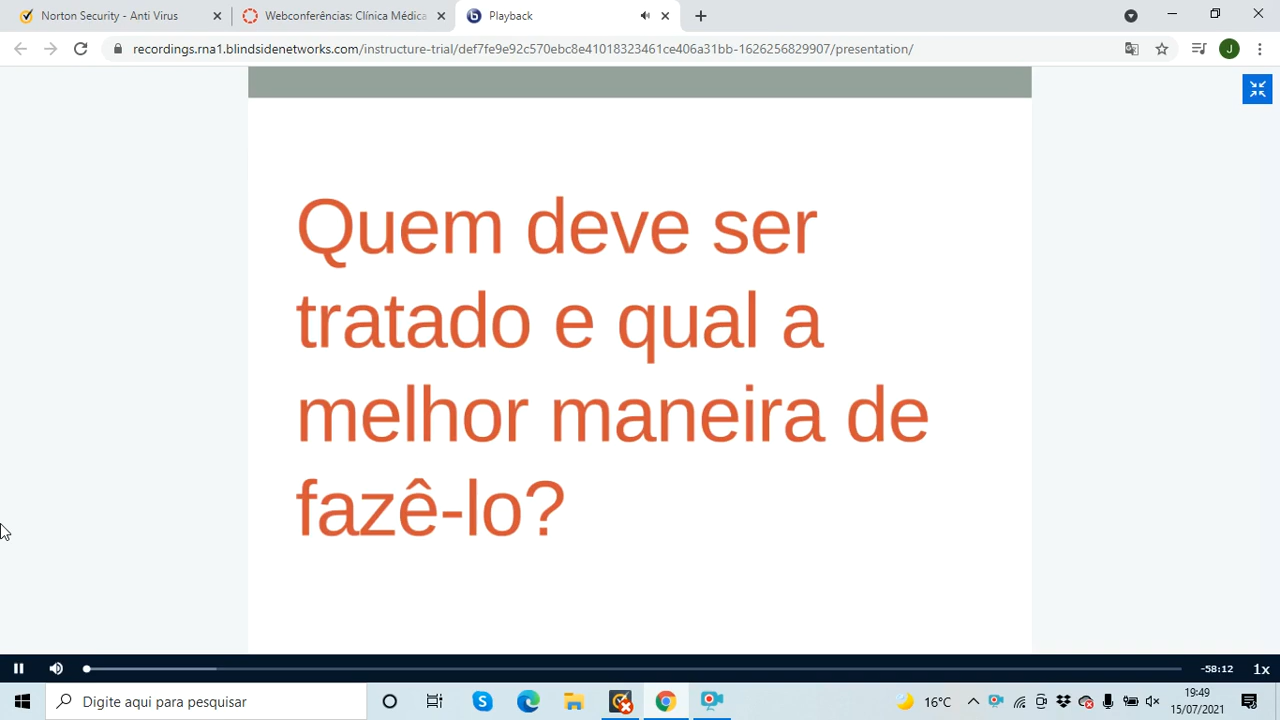 Norton Security - Anti Virus
Webconferências: Clínica Médica
Playback
recordings.rna1.blindsidenetworks.com/instructure-trial/def7fe9e92c570ebc8e41018323461ce406a31bb-1626256829907/presentation/
J
Quem deve ser
tratado e qual a
melhor maneira de
fazê-lo?
-58:12
1x
Digite aqui para pesquisar
16°C
19:49
15/07/2021